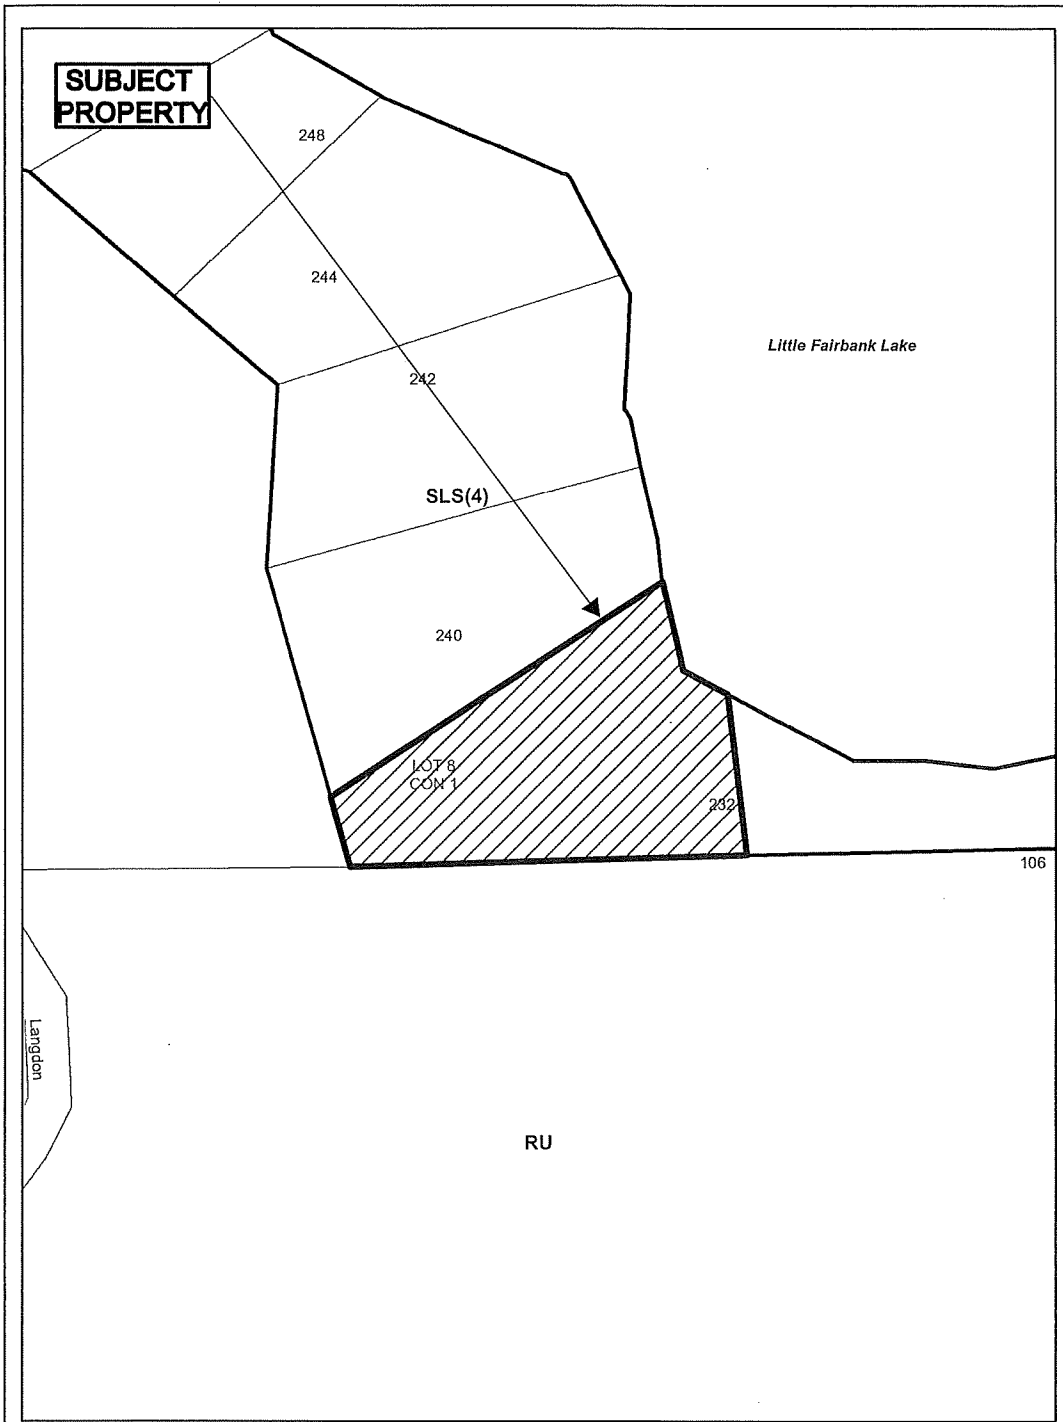 SUBJECT
PROPERTY
248
244
Little Fairbank Lake
242
SLS(4)
240
LOT 8
CON 1
232
106
Langdon
RU